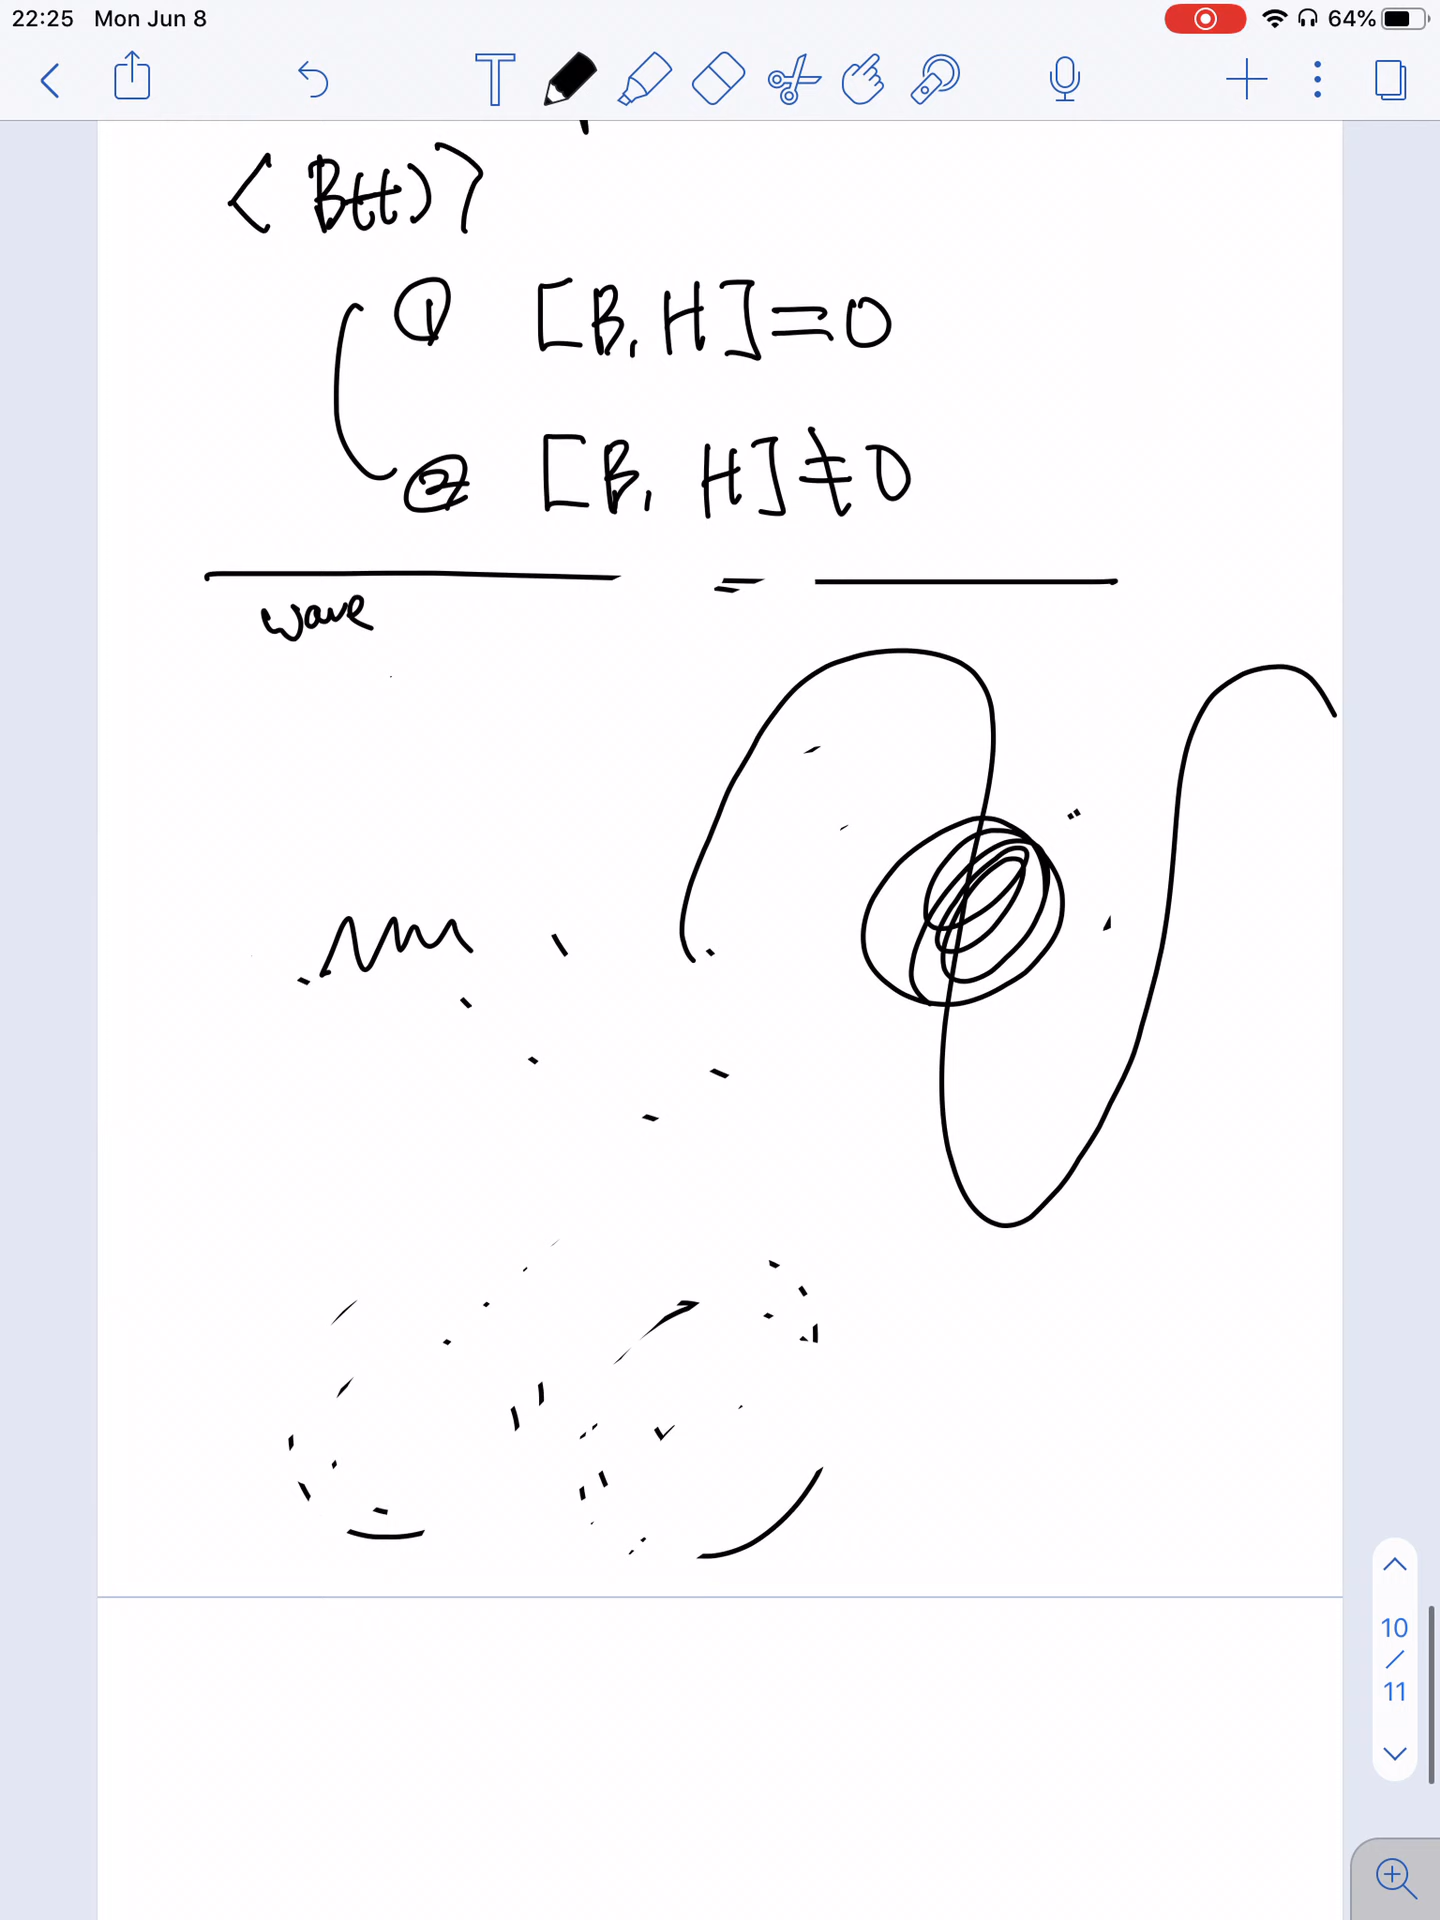 22:25 Mon Jun 8 64%
T
< B(t) >
① [B, H] = 0
② [B, H] ≠ 0
wave
10
/
11